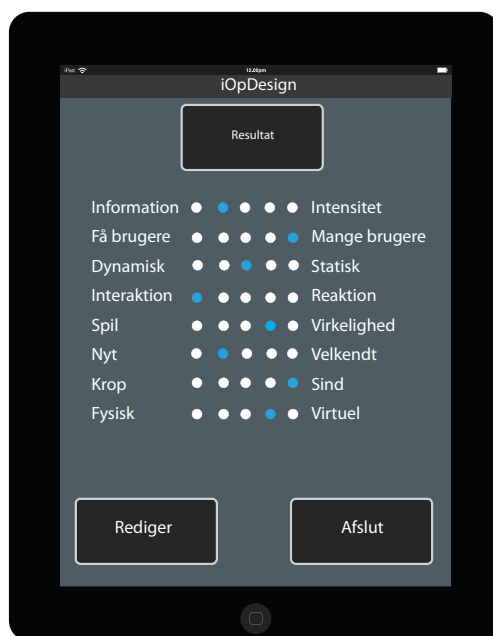 iPad 12.00pm
iOpDesign
Resultat
Information Intensitet
Få brugere Mange brugere
Dynamisk Statisk
Interaktion Reaktion
Spil Virkelighed
Nyt Velkendt
Krop Sind
Fysisk Virtuel
Rediger Afslut